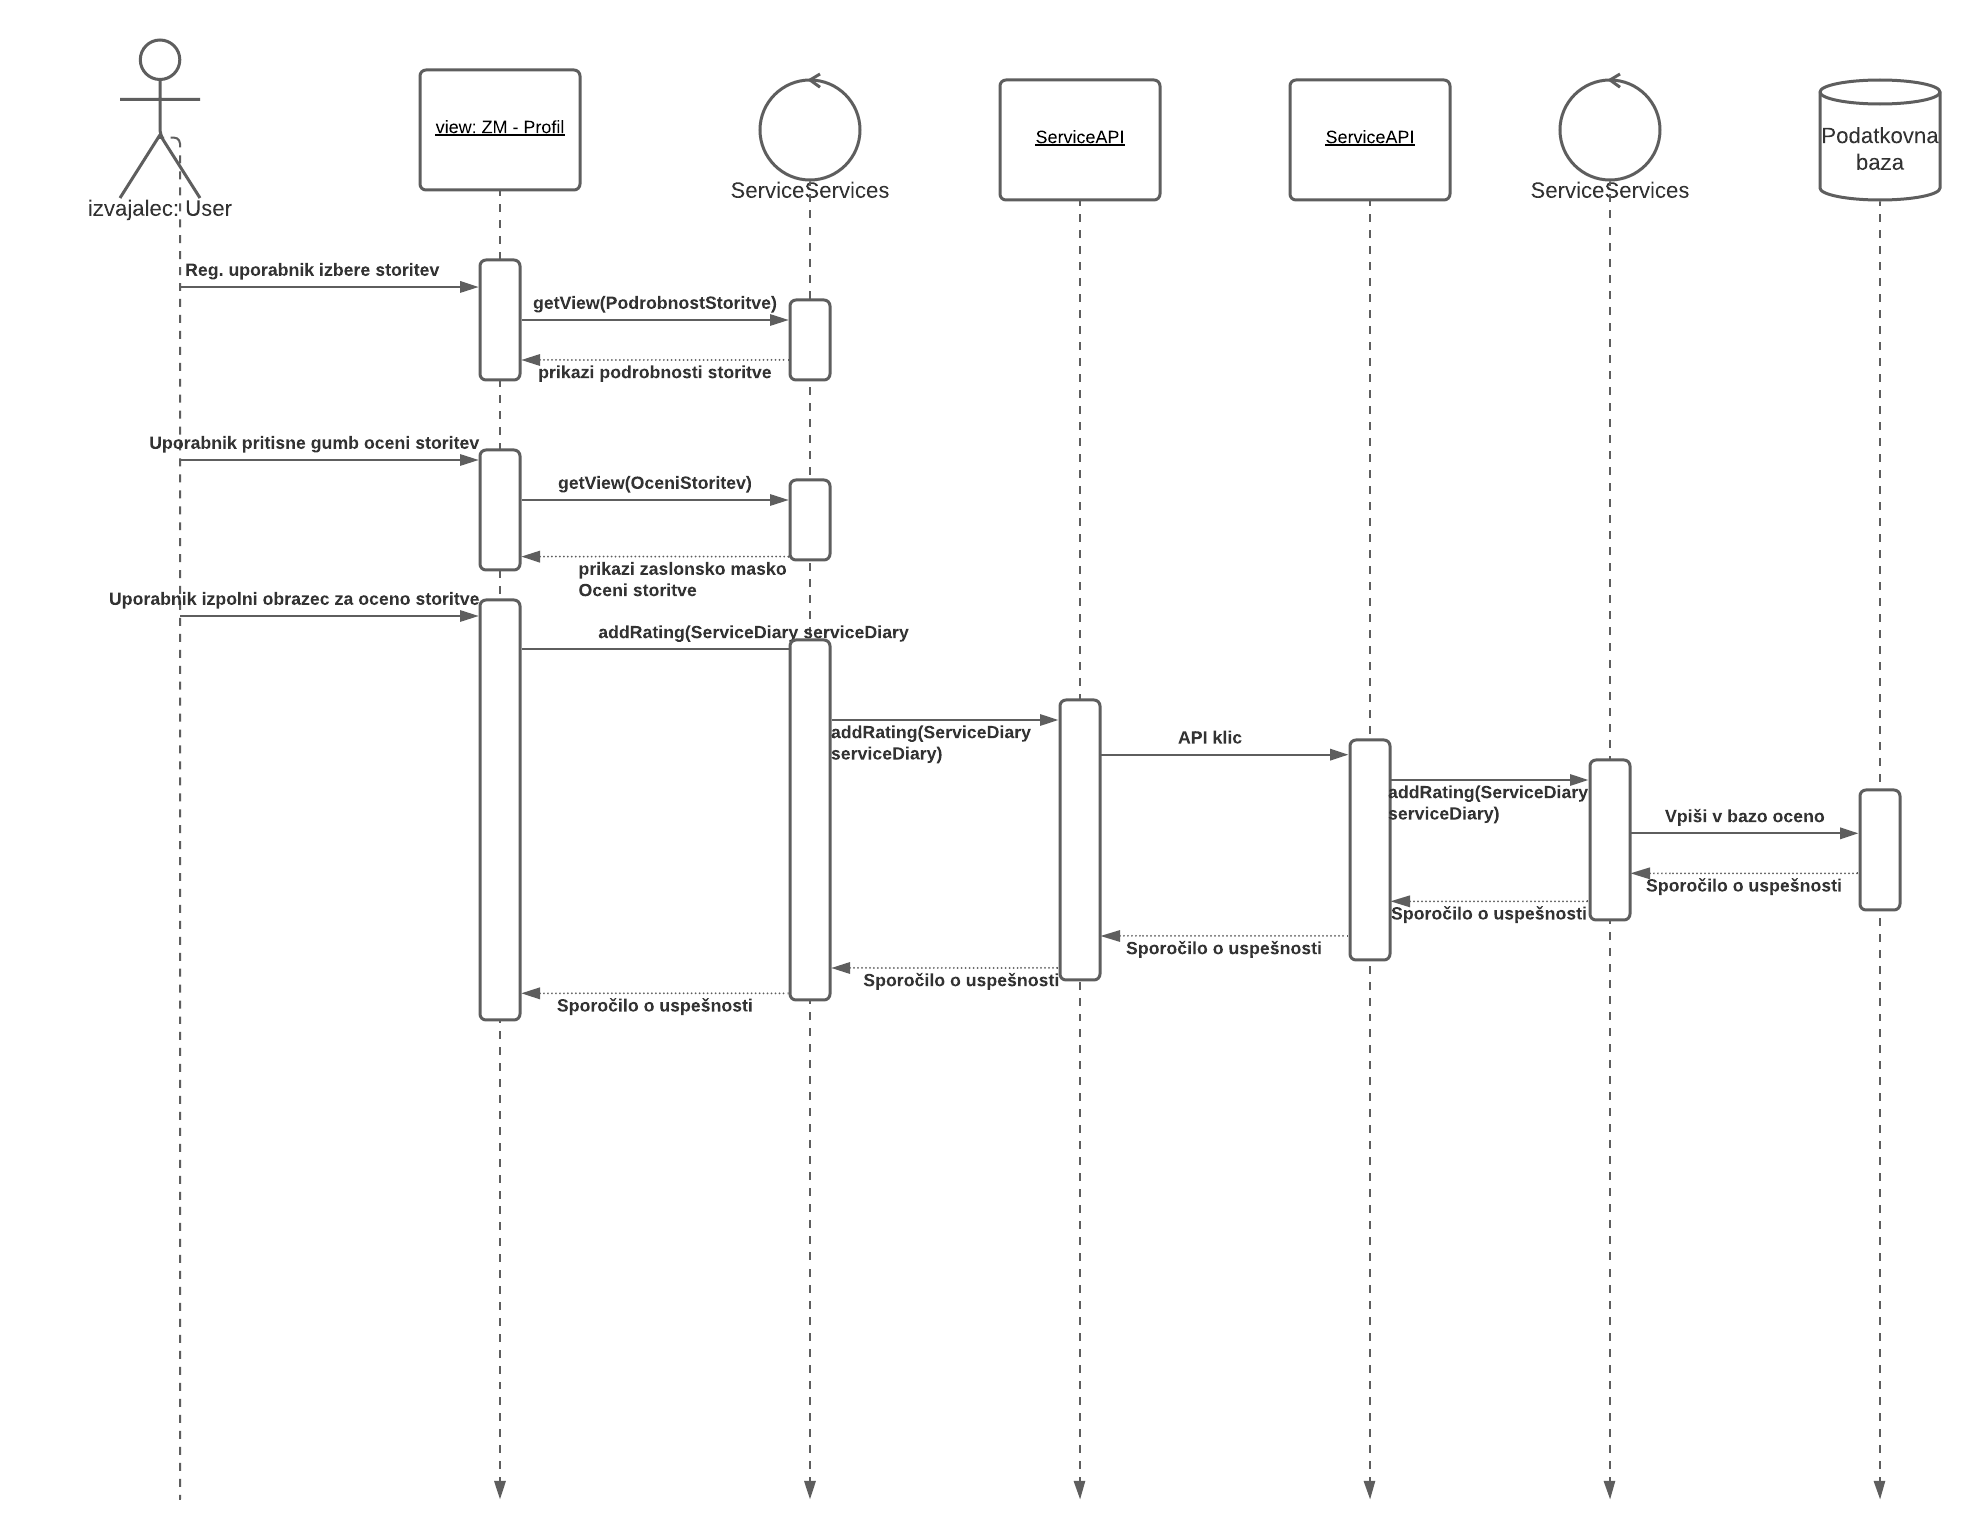 view: ZM - Profil
ServiceAPI
ServiceAPI
Podatkovna
baza
ServiceServices
ServiceServices
izvajalec: User
Reg. uporabnik izbere storitev
getView(PodrobnostStoritve)
prikazi podrobnosti storitve
Uporabnik pritisne gumb oceni storitev
getView(OceniStoritev)
prikazi zaslonsko masko
Oceni storitve
Uporabnik izpolni obrazec za oceno storitve
addRating(ServiceDiary serviceDiary
addRating(ServiceDiary
serviceDiary)
API klic
addRating(ServiceDiary
serviceDiary)
Vpiši v bazo oceno
Sporočilo o uspešnosti
Sporočilo o uspešnosti
Sporočilo o uspešnosti
Sporočilo o uspešnosti
Sporočilo o uspešnosti